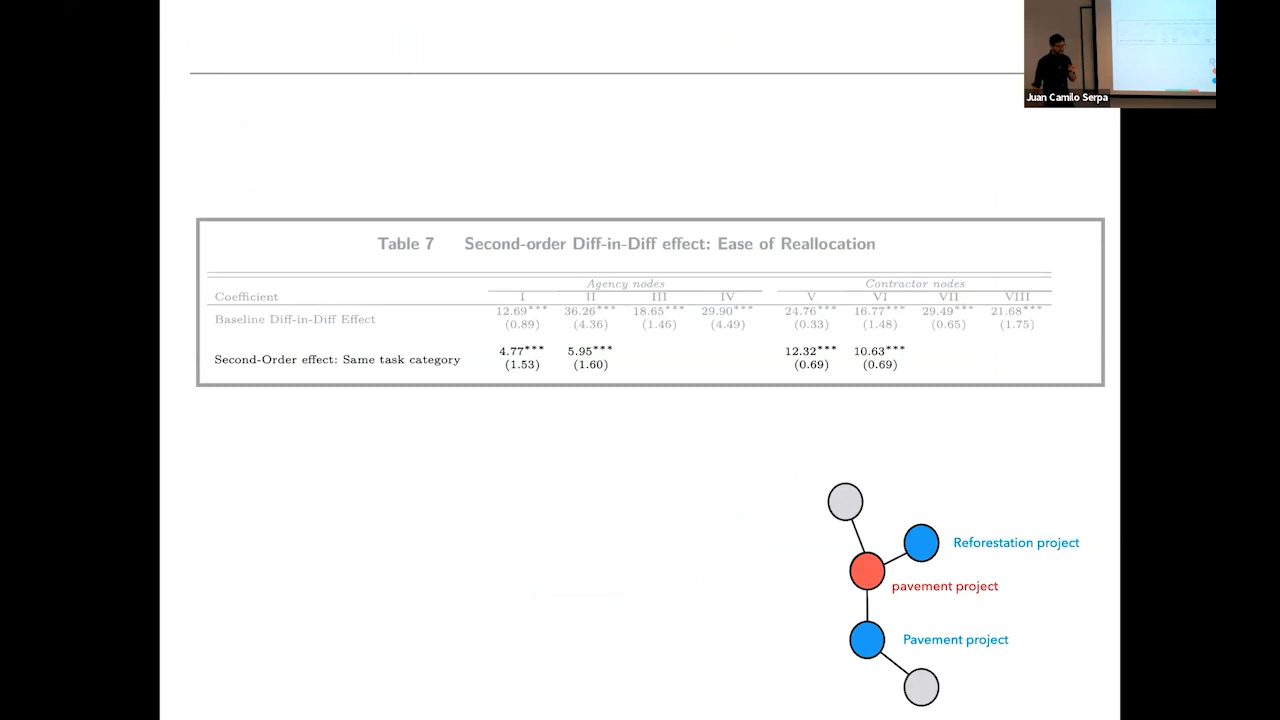 Juan Camilo Serpa
Table 7 Second-order Diff-in-Diff effect: Ease of Reallocation
Agency nodes Contractor nodes
Coefficient I II III IV V VI VII VIII
Baseline Diff-in-Diff Effect 12.69*** 36.26*** 18.65*** 29.90*** 24.76*** 16.77*** 29.49*** 21.68***
(0.89) (4.36) (1.46) (4.49) (0.33) (1.48) (0.65) (1.75)
Second-Order effect: Same task category 4.77*** 5.95*** 12.32*** 10.63***
(1.53) (1.60) (0.69) (0.69)
Reforestation project
pavement project
Pavement project